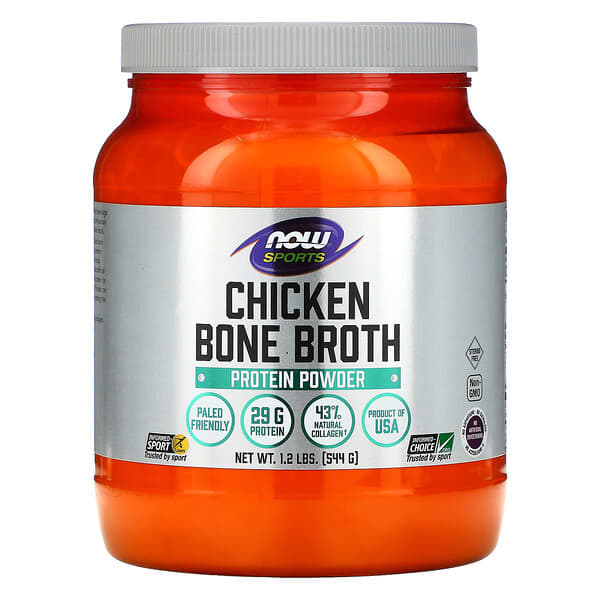 NOW
SPORTS
CHICKEN
BONE BROTH
PROTEIN POWDER
PALEO
FRIENDLY
29 G
PROTEIN
43%
NATURAL
COLLAGEN†
PRODUCT OF
USA
NET WT. 1.2 LBS. (544 G)
INFORMED
SPORT
Trusted by sport
INFORMED-
CHOICE
Trusted by sport
Non-
GMO